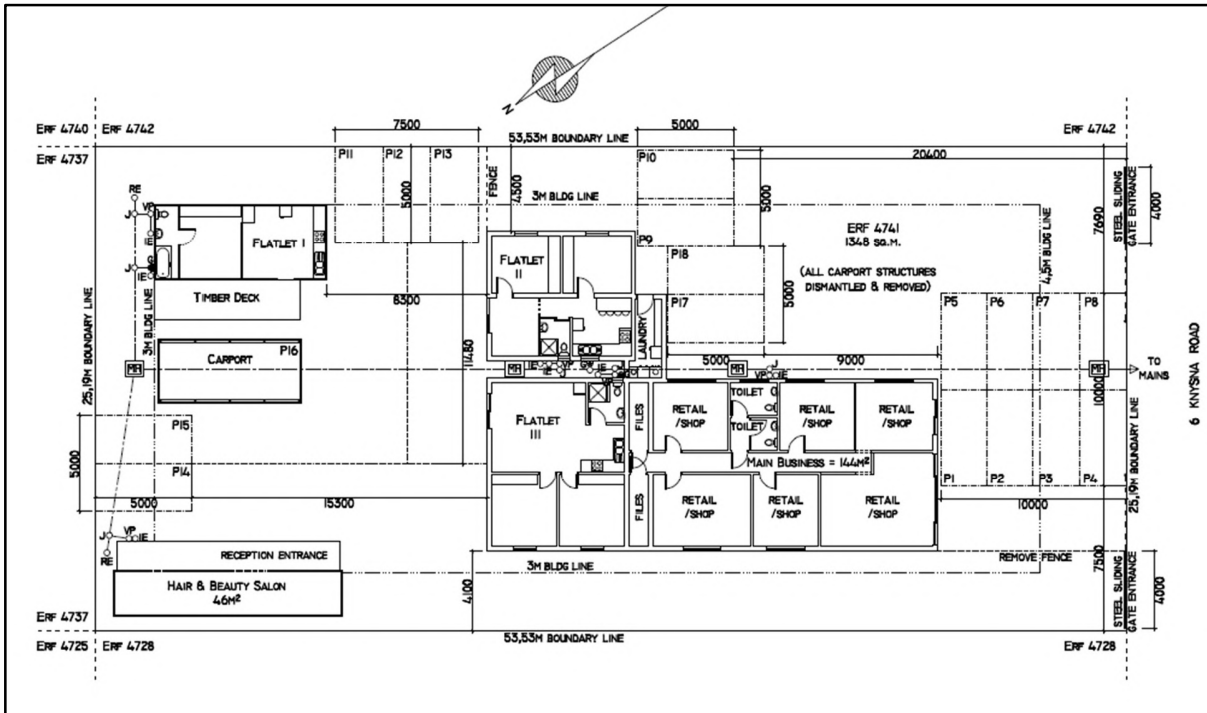 N
7500
53,53M BOUNDARY LINE
5000
ERF 4740
ERF 4742
ERF 4742
ERF 4737
P11
P12
P13
P10
20400
RE
J
VP
IE
FLATLET I
5000
FENCE
4500
3M BLDG LINE
5000
7690
STEEL SLIDING
GATE ENTRANCE
4000
ERF 4741
1348 SQ.M.
P9
G
J
IE
FLATLET
II
P18
(ALL CARPORT STRUCTURES
DISMANTLED & REMOVED)
4,5M BLDG LINE
TIMBER DECK
3M BLDG LINE
P17
5000
P5
P6
P7
P8
25,19M BOUNDARY LINE
CARPORT
P16
11480
LAUNDRY
5000
9000
MH
MH
IE
VP
GW
IE
VP
MH
J
VP
IE
MH
TO
MAINS
10000
6 KNYSNA ROAD
P15
FLATLET
III
FILES
RETAIL
/SHOP
TOILET
TOILET
RETAIL
/SHOP
RETAIL
/SHOP
5000
P14
MAIN BUSINESS = 144M²
5000
15300
FILES
RETAIL
/SHOP
RETAIL
/SHOP
RETAIL
/SHOP
P1
P2
P3
P4
10000
25,19M BOUNDARY LINE
J
VP
IE
RE
RECEPTION ENTRANCE
3M BLDG LINE
REMOVE FENCE
7500
HAIR & BEAUTY SALON
46M²
4100
STEEL SLIDING
GATE ENTRANCE
4000
ERF 4737
53,53M BOUNDARY LINE
ERF 4725
ERF 4728
ERF 4728